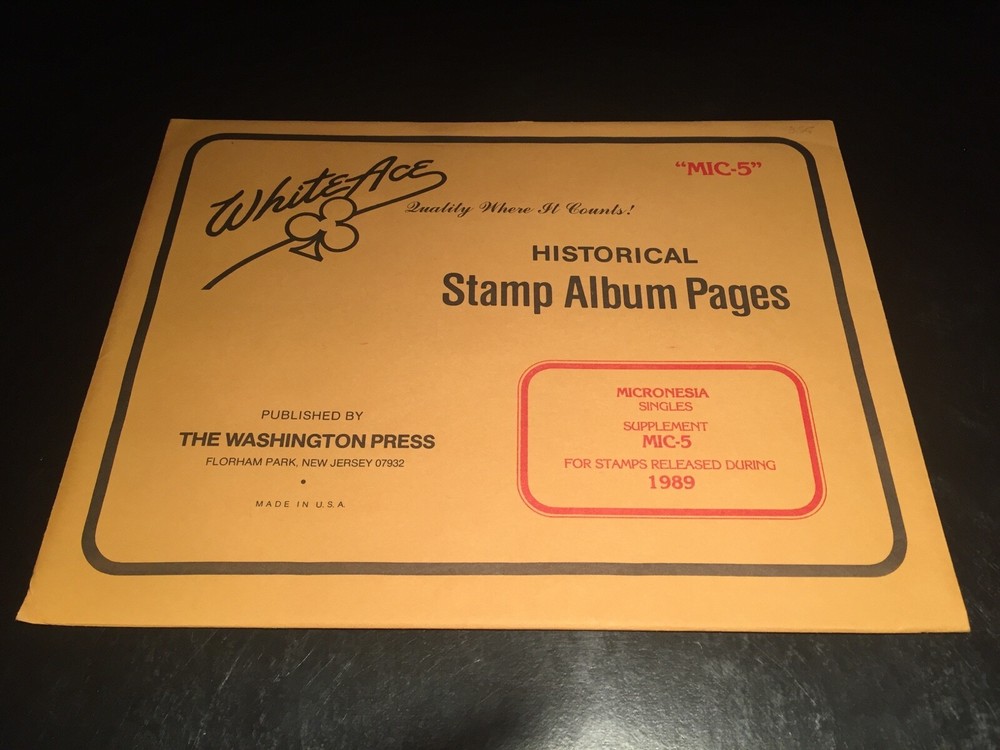 White Ace
"MIC-5"
Quality Where It Counts!
HISTORICAL
Stamp Album Pages
PUBLISHED BY
THE WASHINGTON PRESS
FLORHAM PARK, NEW JERSEY 07932
MADE IN U.S.A.
MICRONESIA
SINGLES
SUPPLEMENT
MIC-5
FOR STAMPS RELEASED DURING
1989